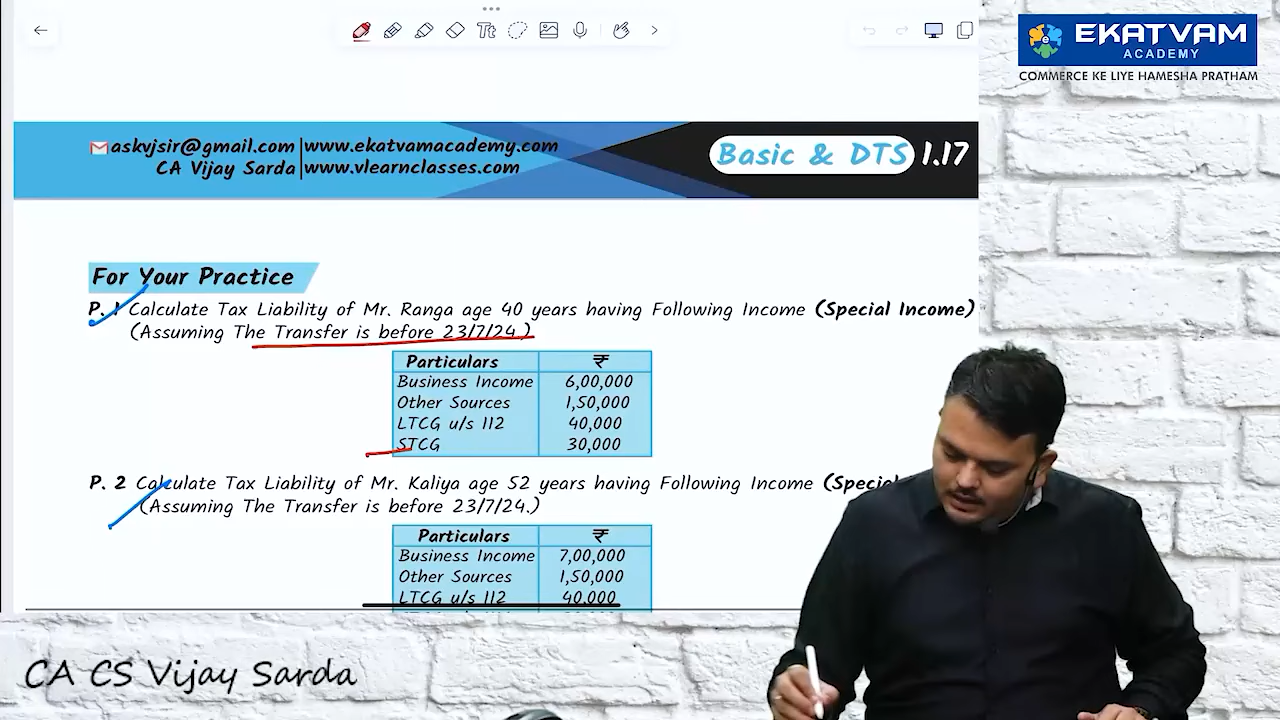 EKATVAM
ACADEMY
COMMERCE KE LIYE HAMESHA PRATHAM
Tt
askvjsir@gmail.com | www.ekatvamacademy.com
CA Vijay Sarda | www.vlearnclasses.com
Basic & DTS 1.17
For Your Practice
P. 1 Calculate Tax Liability of Mr. Ranga age 40 years having Following Income (Special Income)
(Assuming The Transfer is before 23/7/24.)
Particulars ₹
Business Income 6,00,000
Other Sources 1,50,000
LTCG u/s 112 40,000
STCG 30,000
P. 2 Calculate Tax Liability of Mr. Kaliya age 52 years having Following Income
(Assuming The Transfer is before 23/7/24.)
Particulars ₹
Business Income 7,00,000
Other Sources 1,50,000
LTCG u/s 112 40,000
CA CS Vijay Sarda